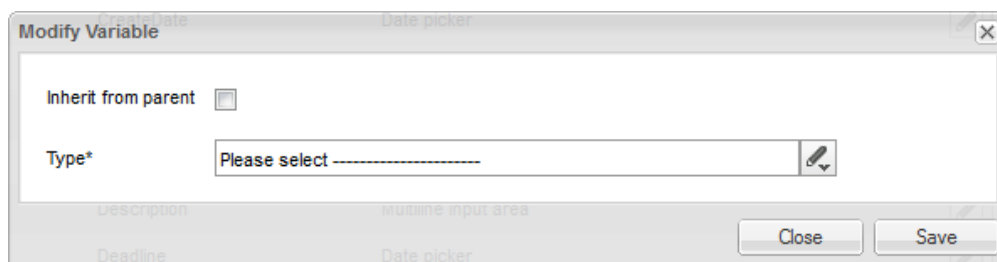 CreateDate Date picker
Modify Variable
Inherit from parent
Type* Please select ----------------------
Description Multiline input area
Close Save
Deadline Date picker